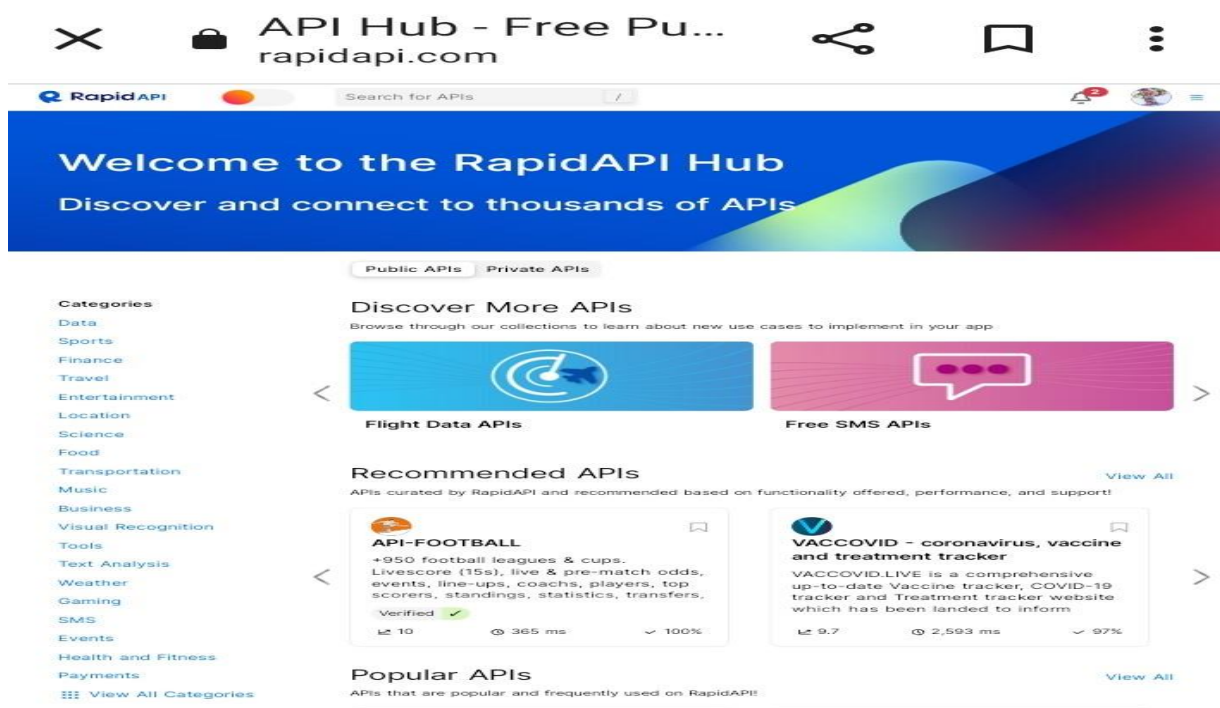 API Hub - Free Pu...
rapidapi.com
Rapid API
Search for APIs
/
2
Welcome to the RapidAPI Hub
Discover and connect to thousands of APIs
Public APIs Private APIs
Categories
Data
Sports
Finance
Travel
Entertainment
Location
Science
Food
Transportation
Music
Business
Visual Recognition
Tools
Text Analysis
Weather
Gaming
SMS
Events
Health and Fitness
Payments
View All Categories
Discover More APIs
Browse through our collections to learn about new use cases to implement in your app
Flight Data APIs
Free SMS APIs
Recommended APIs
View All
APIs curated by RapidAPI and recommended based on functionality offered, performance, and support!
API-FOOTBALL
+950 football leagues & cups.
Livescore (15s), live & pre-match odds,
events, line-ups, coachs, players, top
scorers, standings, statistics, transfers,
Verified ✓
10 365 ms 100%
VACCOVID - coronavirus, vaccine
and treatment tracker
VACCOVID.LIVE is a comprehensive
up-to-date Vaccine tracker, COVID-19
tracker and Treatment tracker website
which has been landed to inform
9.7 2,593 ms 97%
Popular APIs
View All
APIs that are popular and frequently used on RapidAPI!